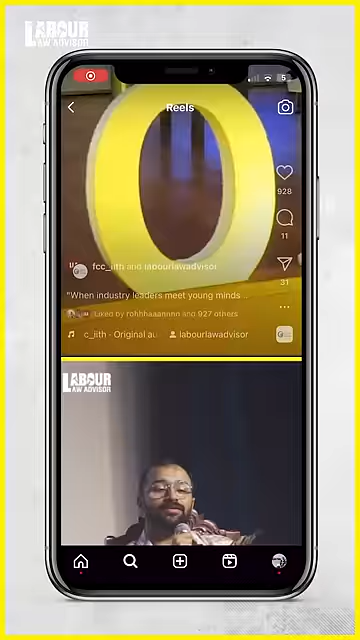 LABOUR
LAW ADVISOR
Reels
O
928
11
fcc_iith and labourlawadvisor
31
"When industry leaders meet young minds...
Liked by rohhhaaannnn and 927 others
c_iith - Original au
labourlawadvisor
LABOUR
LAW ADVISOR